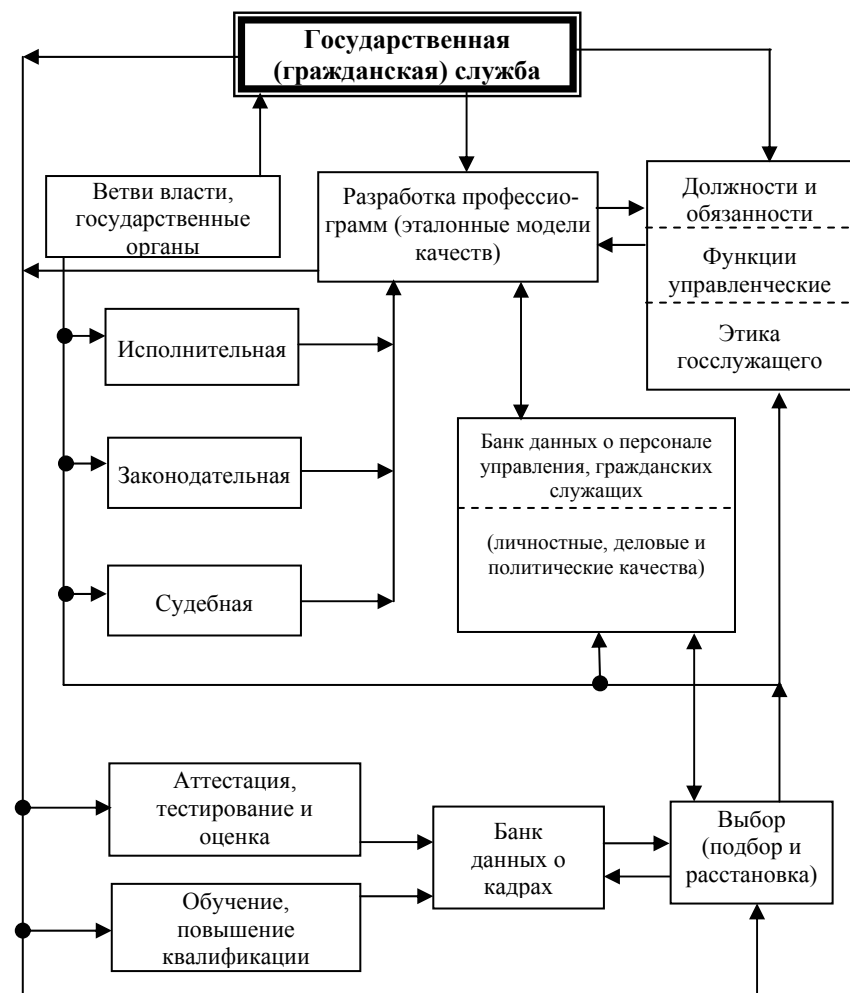 Государственная
(гражданская) служба
Ветви власти,
государственные
органы
Разработка профессио-
грамм (эталонные модели
качеств)
Должности и
обязанности
Функции
управленческие
Этика
госслужащего
Исполнительная
Законодательная
Судебная
Банк данных о персонале
управления, гражданских
служащих
(личностные, деловые и
политические качества)
Аттестация,
тестирование и
оценка
Обучение,
повышение
квалификации
Банк
данных о
кадрах
Выбор
(подбор и
расстановка)